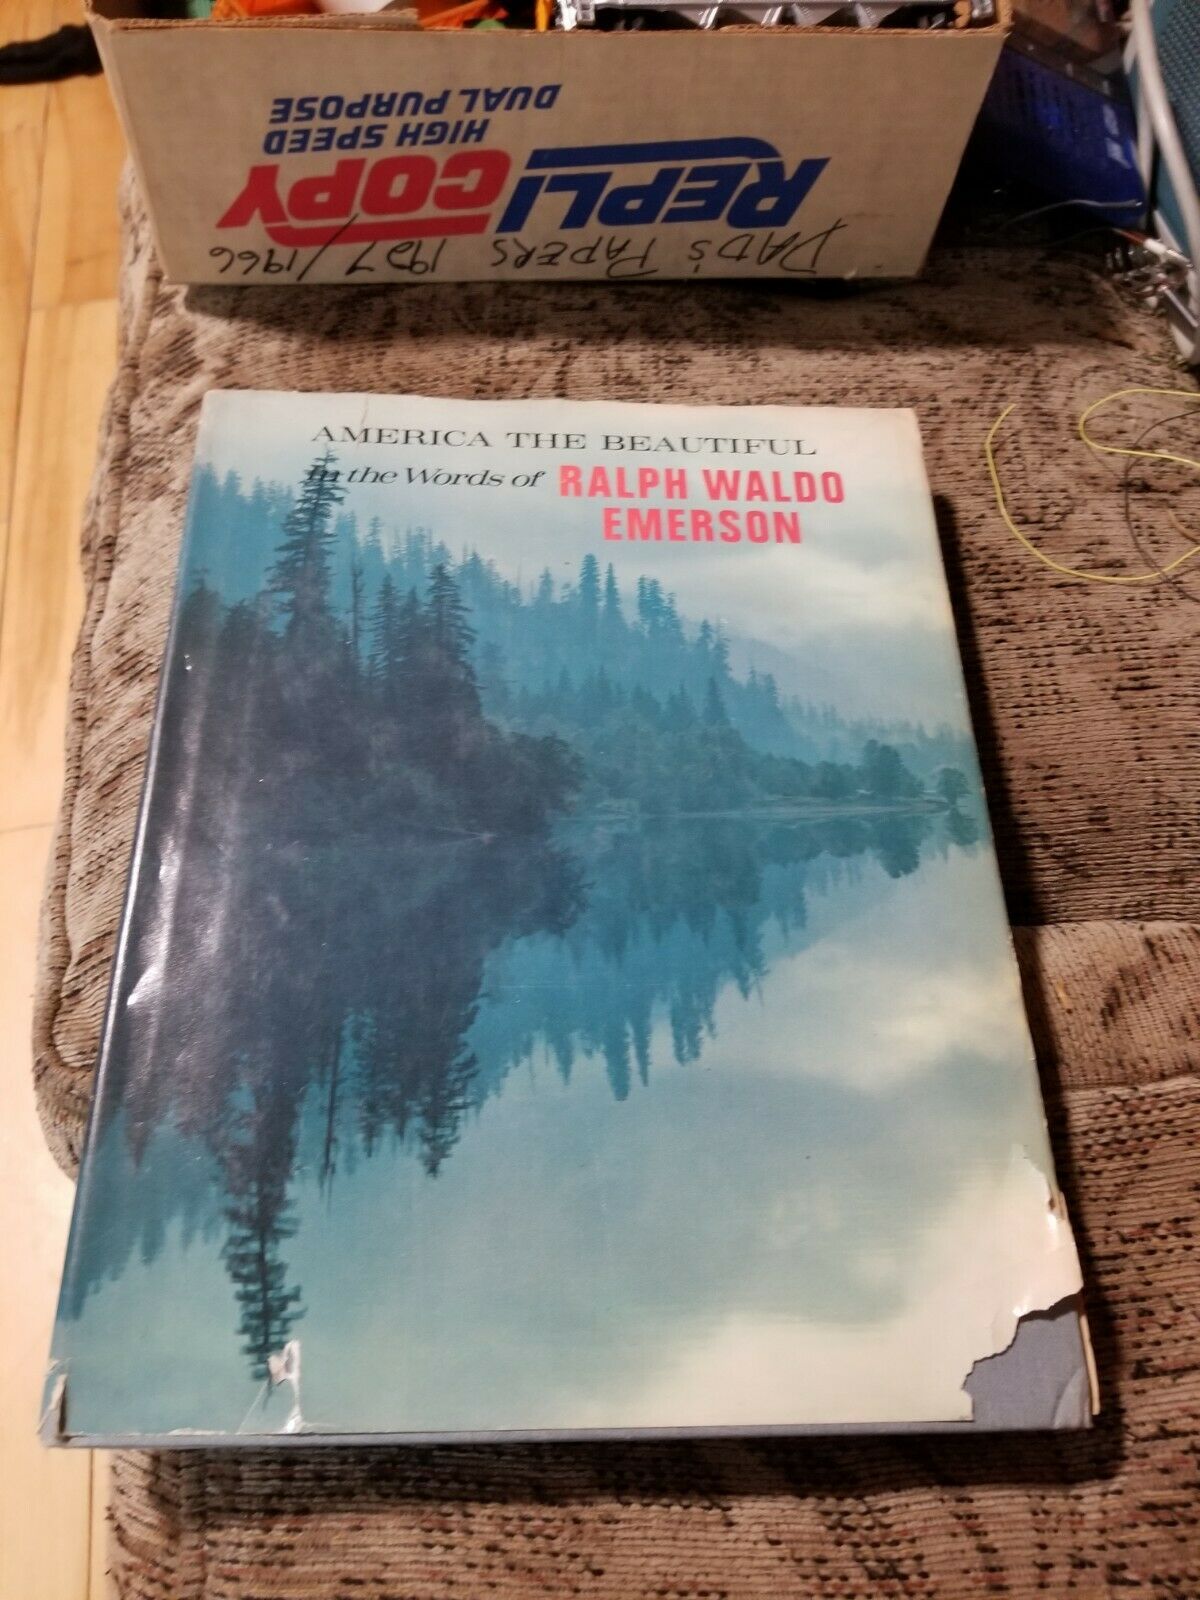 DAD'S PAPERS 1927/1966
REPLI COPY
HIGH SPEED
DUAL PURPOSE
AMERICA THE BEAUTIFUL
In the Words of RALPH WALDO
EMERSON